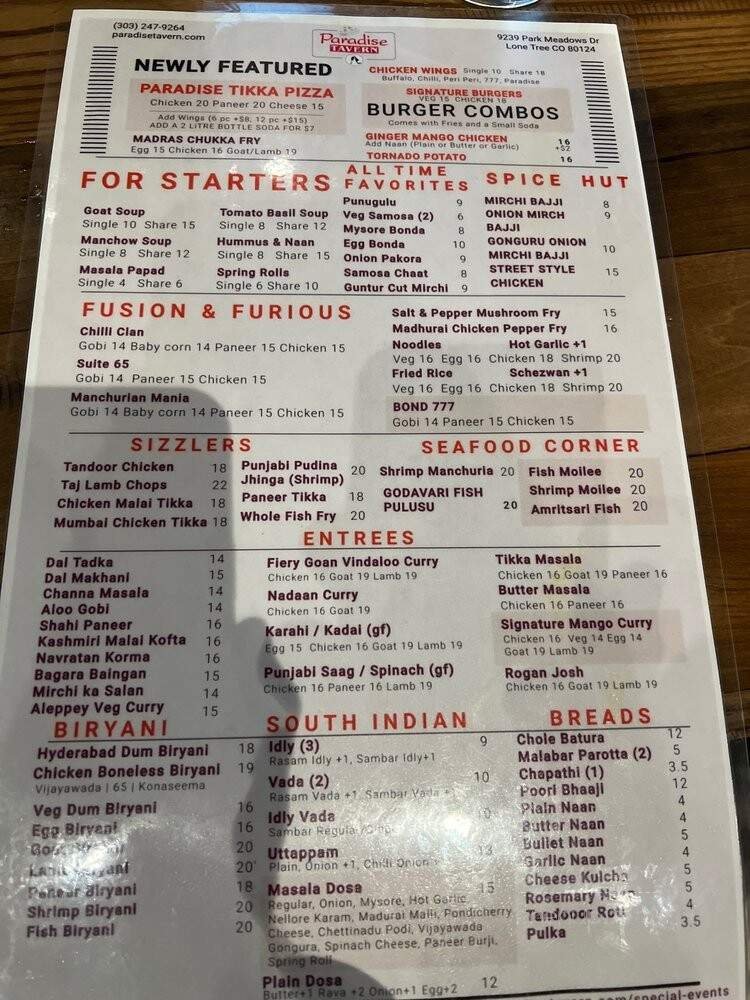 (303) 247-9264
paradisetavern.com
Paradise
TAVERN
9239 Park Meadows Dr
Lone Tree CO 80124
NEWLY FEATURED
PARADISE TIKKA PIZZA
Chicken 20 Paneer 20 Cheese 15
Add Wings (6 pc +$8, 12 pc +$15)
ADD A 2 LITRE BOTTLE SODA FOR $7
MADRAS CHUKKA FRY
Egg 15 Chicken 16 Goat/Lamb 19
CHICKEN WINGS Single 10 Share 18
Buffalo, Chilli, Peri Peri, 777, Paradise
SIGNATURE BURGERS
VEG 15 CHICKEN 18
BURGER COMBOS
Comes with Fries and a Small Soda
GINGER MANGO CHICKEN 16
Add Naan (Plain or Butter or Garlic) +$2
TORNADO POTATO 16
FOR STARTERS
Goat Soup
Single 10 Share 15
Manchow Soup
Single 8 Share 12
Masala Papad
Single 4 Share 6
Tomato Basil Soup
Single 8 Share 12
Hummus & Naan
Single 8 Share 15
Spring Rolls
Single 6 Share 10
ALL TIME
FAVORITES
Punugulu 9
Veg Samosa (2) 6
Mysore Bonda 8
Egg Bonda 10
Onion Pakora 9
Samosa Chaat 8
Guntur Cut Mirchi 9
SPICE HUT
MIRCHI BAJJI 8
ONION MIRCH 9
BAJJI
GONGURU ONION 10
MIRCHI BAJJI
STREET STYLE 15
CHICKEN
FUSION & FURIOUS
Chilli Clan
Gobi 14 Baby corn 14 Paneer 15 Chicken 15
Suite 65
Gobi 14 Paneer 15 Chicken 15
Manchurian Mania
Gobi 14 Baby corn 14 Paneer 15 Chicken 15
Salt & Pepper Mushroom Fry 15
Madhurai Chicken Pepper Fry 16
Noodles Hot Garlic +1
Veg 16 Egg 16 Chicken 18 Shrimp 20
Fried Rice Schezwan +1
Veg 16 Egg 16 Chicken 18 Shrimp 20
BOND 777
Gobi 14 Paneer 15 Chicken 15
SIZZLERS
Tandoor Chicken 18
Taj Lamb Chops 22
Chicken Malai Tikka 18
Mumbai Chicken Tikka 18
Punjabi Pudina 20
Jhinga (Shrimp)
Paneer Tikka 18
Whole Fish Fry 20
SEAFOOD CORNER
Shrimp Manchuria 20
GODAVARI FISH
PULUSU 20
Fish Moilee 20
Shrimp Moilee 20
Amritsari Fish 20
ENTREES
Dal Tadka 14
Dal Makhani 15
Channa Masala 14
Aloo Gobi 14
Shahi Paneer 16
Kashmiri Malai Kofta 16
Navratan Korma 16
Bagara Baingan 15
Mirchi ka Salan 14
Aleppey Veg Curry 15
Fiery Goan Vindaloo Curry
Chicken 16 Goat 19 Lamb 19
Nadaan Curry
Chicken 16 Goat 19
Karahi / Kadai (gf)
Egg 15 Chicken 16 Goat 19 Lamb 19
Punjabi Saag / Spinach (gf)
Chicken 16 Paneer 16 Lamb 19
Tikka Masala
Chicken 16 Goat 19 Paneer 16
Butter Masala
Chicken 16 Paneer 16
Signature Mango Curry
Chicken 16 Veg 14 Egg 14
Goat 19 Lamb 19
Rogan Josh
Chicken 16 Goat 19 Lamb 19
BIRYANI
Hyderabad Dum Biryani 18
Chicken Boneless Biryani 19
Vijayawada | 65 | Konaseema
Veg Dum Biryani 16
Egg Biryani 16
Goat Biryani 20
Lamb Biryani 20
Paneer Biryani 18
Shrimp Biryani 20
Fish Biryani 20
SOUTH INDIAN
Idly (3) 9
Rasam Idly +1, Sambar Idly+1
Vada (2) 10
Rasam Vada +1, Sambar Vada +
Idly Vada 10
Sambar Regular
Uttappam 13
Plain, Onion +1, Chilli Onion
Masala Dosa 15
Regular, Onion, Mysore, Hot Garlic
Nellore Karam, Madurai Malli, Pondicherry
Cheese, Chettinadu Podi, Vijayawada
Gongura, Spinach Cheese, Paneer Burji,
Spring Roll
Plain Dosa 12
Butter+1 Rava +2 Onion+1 Egg+2
BREADS
Chole Batura 12
Malabar Parotta (2) 5
Chapathi (1) 3.5
Poori Bhaaji 12
Plain Naan 4
Butter Naan 4
Bullet Naan 5
Garlic Naan 4
Cheese Kulcha 5
Rosemary Naan 5
Tandooor Roti 4
Pulka 3.5
.com/special-events